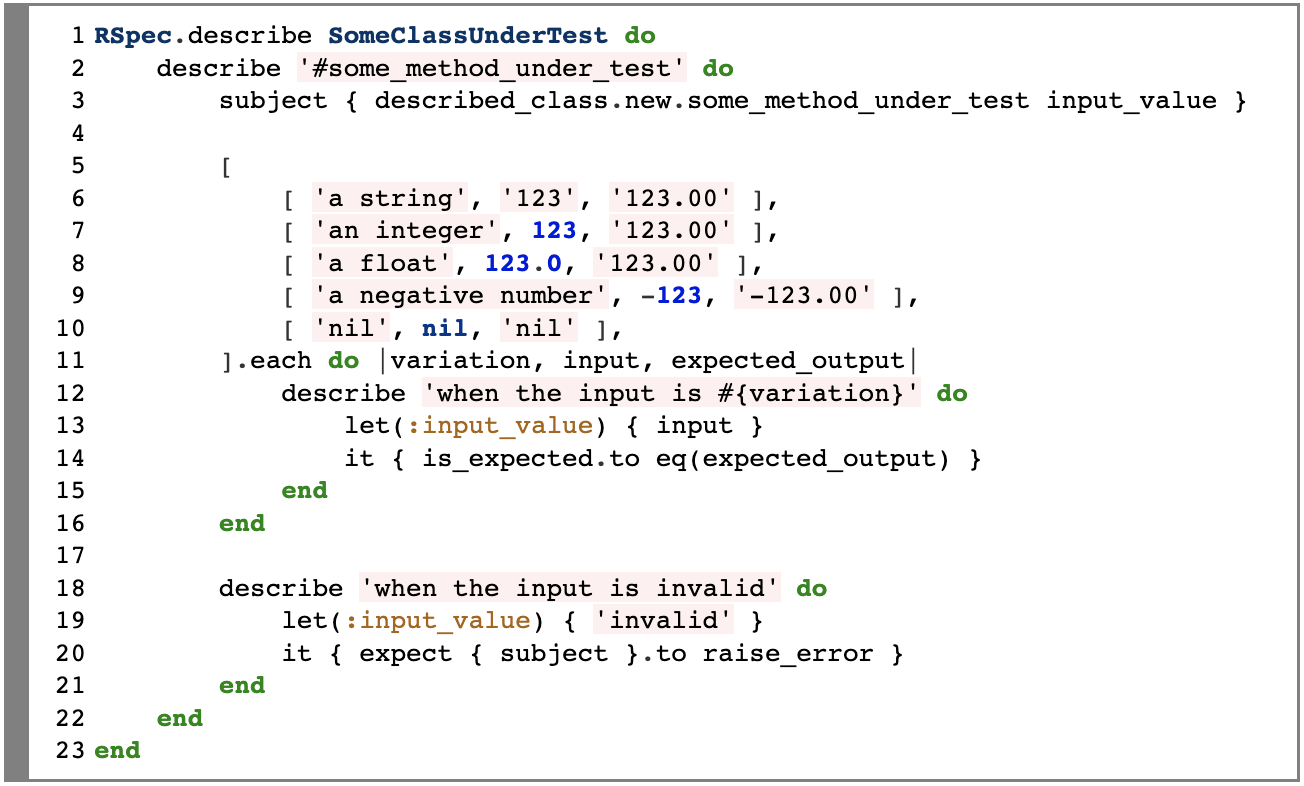 1 RSpec.describe SomeClassUnderTest do
2     describe '#some_method_under_test' do
3         subject { described_class.new.some_method_under_test input_value }
4
5         [
6             [ 'a string', '123', '123.00' ],
7             [ 'an integer', 123, '123.00' ],
8             [ 'a float', 123.0, '123.00' ],
9             [ 'a negative number', -123, '-123.00' ],
10             [ 'nil', nil, 'nil' ],
11         ].each do |variation, input, expected_output|
12             describe 'when the input is #{variation}' do
13                 let(:input_value) { input }
14                 it { is_expected.to eq(expected_output) }
15             end
16         end
17
18         describe 'when the input is invalid' do
19             let(:input_value) { 'invalid' }
20             it { expect { subject }.to raise_error }
21         end
22     end
23 end